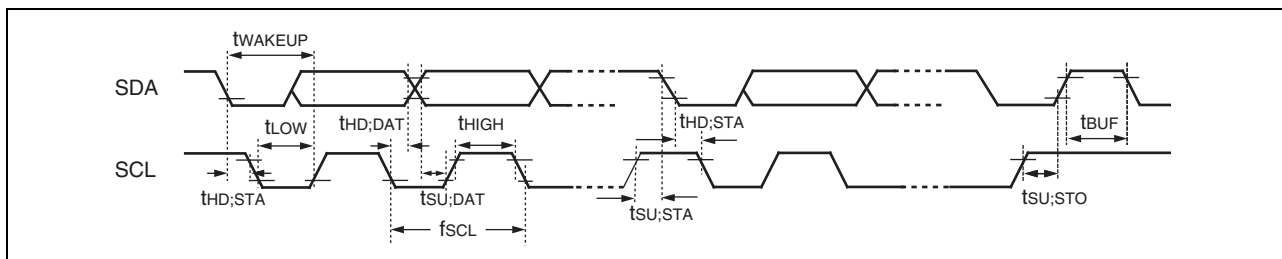 tWAKEUP
SDA
tLOW
tHD;DAT
tHIGH
tHD;STA
tBUF
SCL
tHD;STA
tSU;DAT
tSU;STA
tSU;STO
fSCL